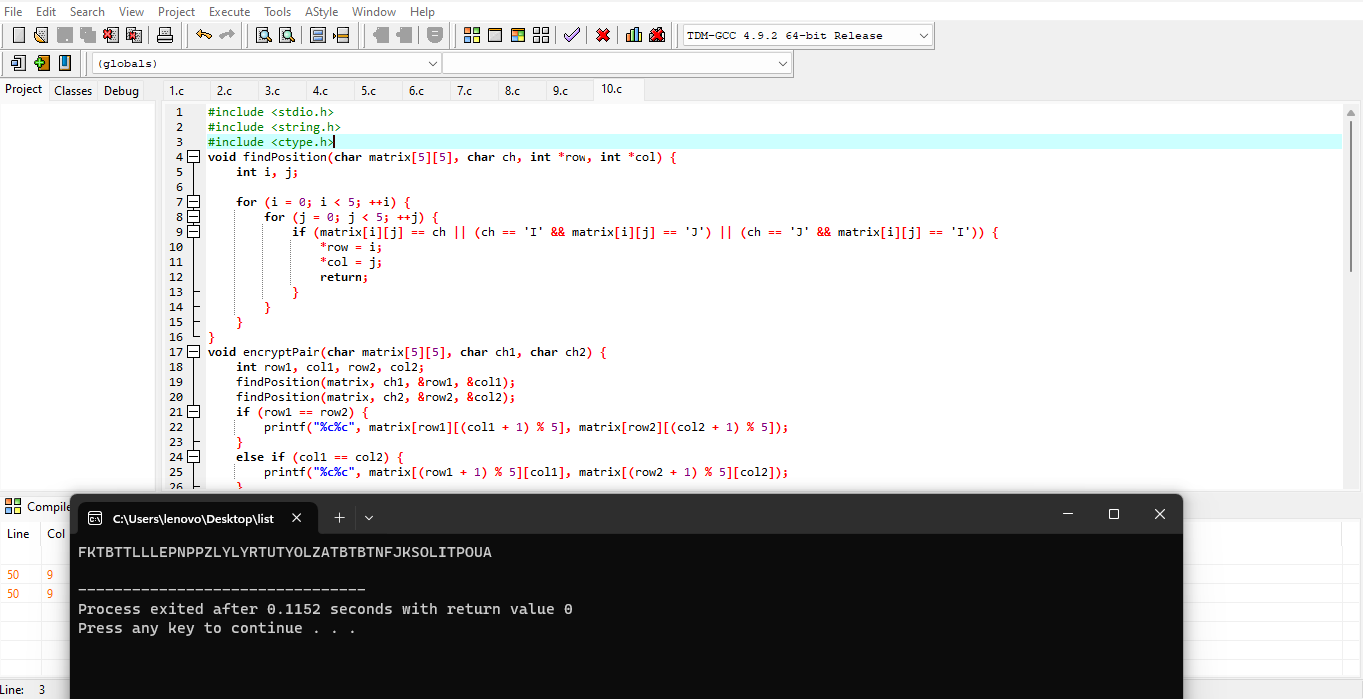 File Edit Search View Project Execute Tools AStyle Window Help
TDM-GCC 4.9.2 64-bit Release
(globals)
Project Classes Debug 1.c 2.c 3.c 4.c 5.c 6.c 7.c 8.c 9.c 10.c
1 #include <stdio.h>
2 #include <string.h>
3 #include <ctype.h>
4 void findPosition(char matrix[5][5], char ch, int *row, int *col) {
5     int i, j;
6
7     for (i = 0; i < 5; ++i) {
8         for (j = 0; j < 5; ++j) {
9             if (matrix[i][j] == ch || (ch == 'I' && matrix[i][j] == 'J') || (ch == 'J' && matrix[i][j] == 'I')) {
10                 *row = i;
11                 *col = j;
12                 return;
13             }
14         }
15     }
16 }
17 void encryptPair(char matrix[5][5], char ch1, char ch2) {
18     int row1, col1, row2, col2;
19     findPosition(matrix, ch1, &row1, &col1);
20     findPosition(matrix, ch2, &row2, &col2);
21     if (row1 == row2) {
22         printf("%c%c", matrix[row1][(col1 + 1) % 5], matrix[row2][(col2 + 1) % 5]);
23     }
24     else if (col1 == col2) {
25         printf("%c%c", matrix[(row1 + 1) % 5][col1], matrix[(row2 + 1) % 5][col2]);
26     }
Compile
Line Col
50 9
50 9
Line: 3
C:\Users\lenovo\Desktop\list
FKTBTTLLLEPNPPZLYLYRTUTYOLZATBTBTNFJKSOLITPOUA
--------------------------------
Process exited after 0.1152 seconds with return value 0
Press any key to continue . . .